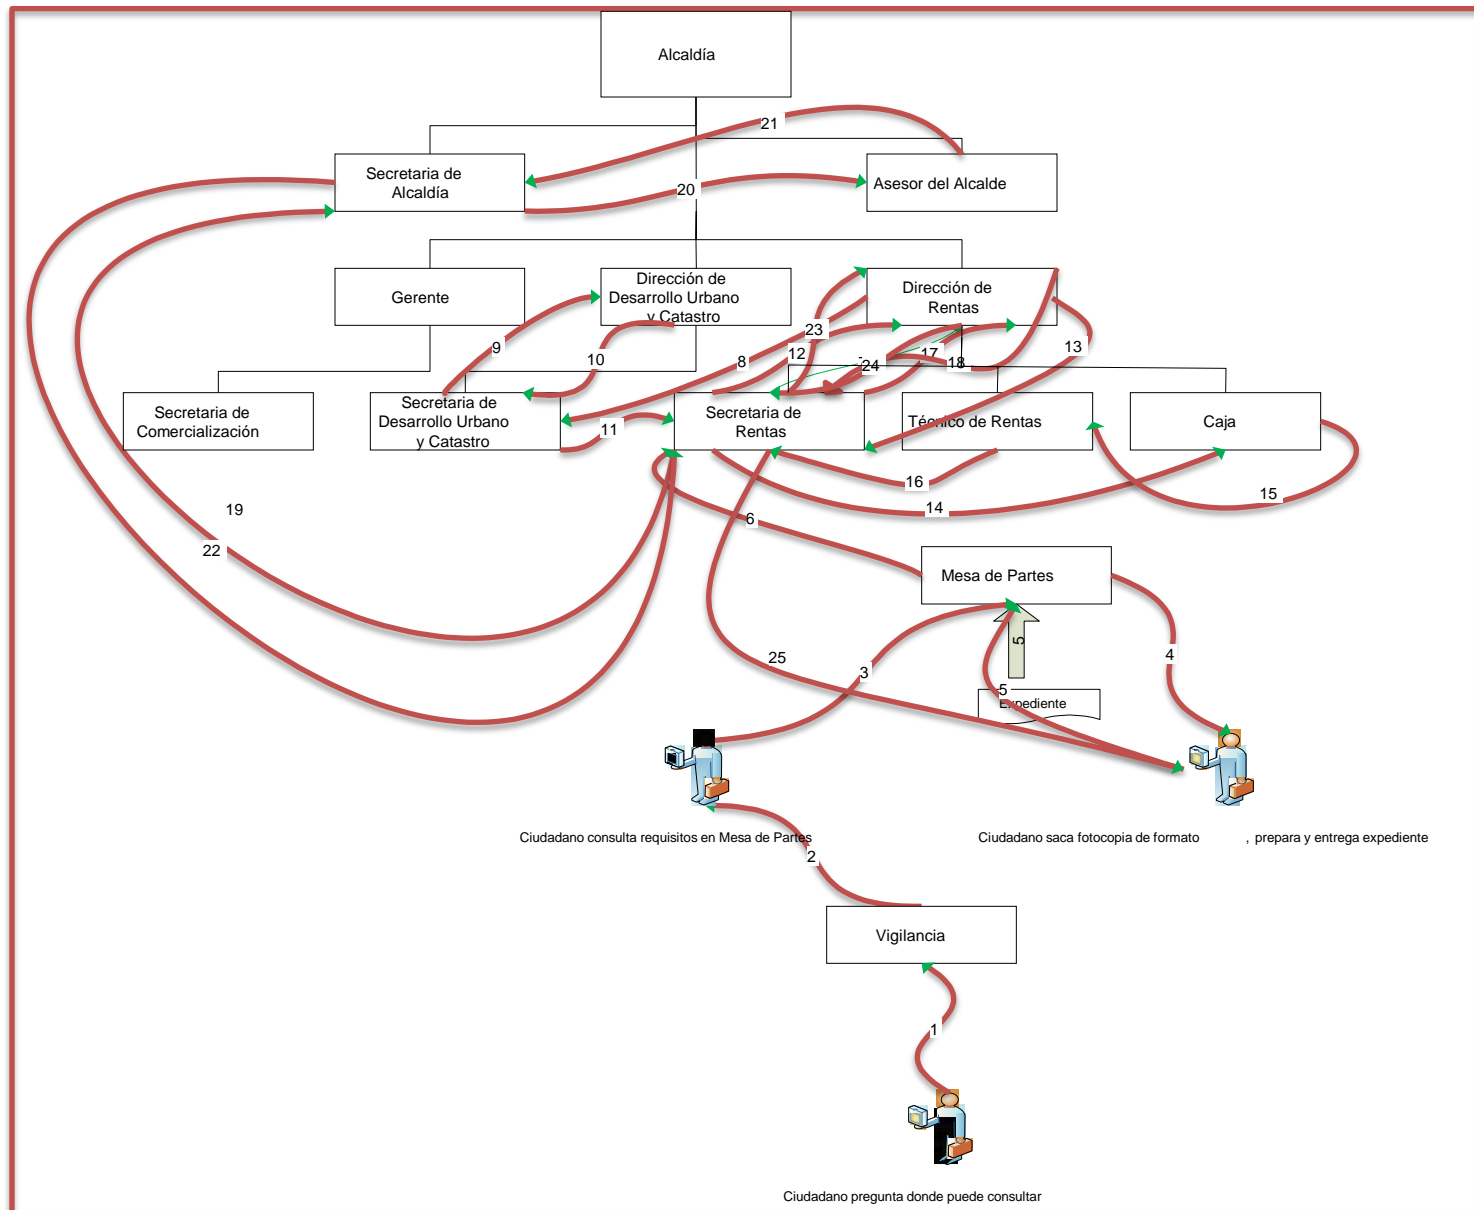 Alcaldía
21
Secretaria de
Alcaldía
20
Asesor del Alcalde
Gerente
Dirección de
Desarrollo Urbano
y Catastro
Dirección de
Rentas
9
10
8
12
23
24
17
18
13
Secretaria de
Comercialización
Secretaria de
Desarrollo Urbano
y Catastro
11
Secretaria de
Rentas
Técnico de Rentas
Caja
16
14
15
19
22
6
Mesa de Partes
5
25
3
4
5
Expediente
Ciudadano consulta requisitos en Mesa de Partes
Ciudadano saca fotocopia de formato , prepara y entrega expediente
2
Vigilancia
1
Ciudadano pregunta donde puede consultar